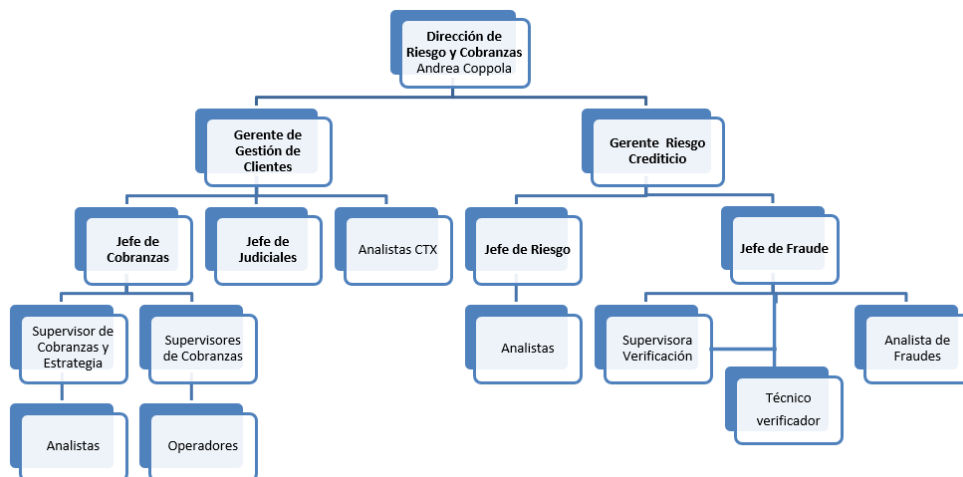 Dirección de
Riesgo y Cobranzas
Andrea Coppola
Gerente de
Gestión de
Clientes
Gerente Riesgo
Crediticio
Jefe de
Cobranzas
Jefe de
Judiciales
Analistas CTX
Jefe de Riesgo
Jefe de Fraude
Supervisor de
Cobranzas y
Estrategia
Supervisores
de Cobranzas
Analistas
Supervisora
Verificación
Analista de
Fraudes
Técnico
verificador
Analistas
Operadores